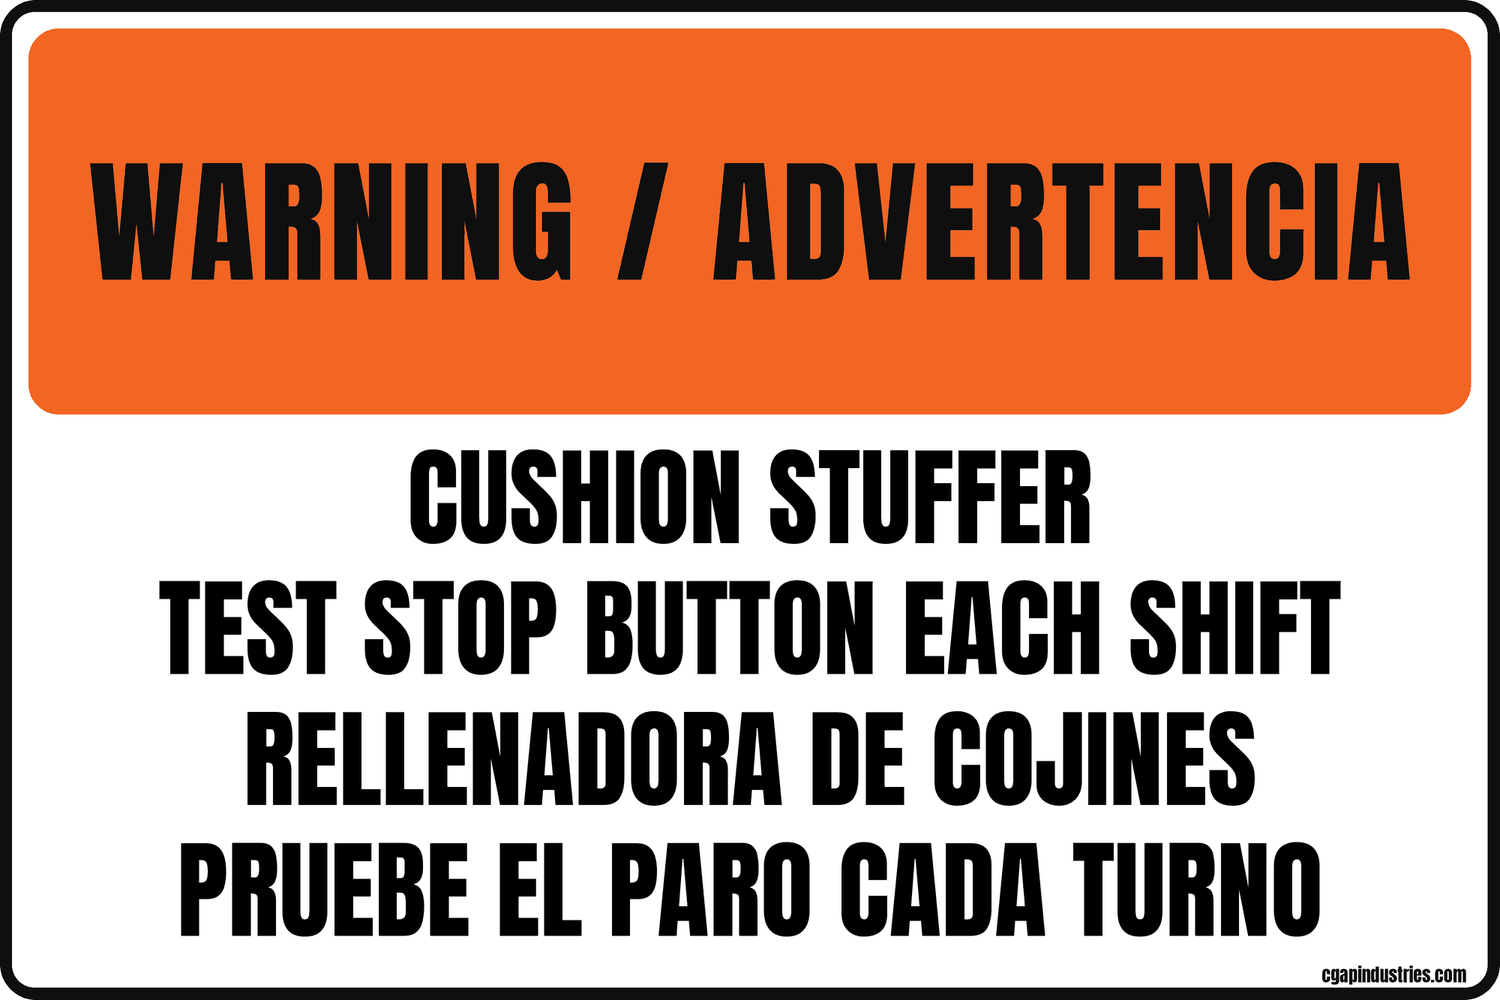 WARNING / ADVERTENCIA
CUSHION STUFFER
TEST STOP BUTTON EACH SHIFT
RELLENADORA DE COJINES
PRUEBE EL PARO CADA TURNO
cgapindustries.com